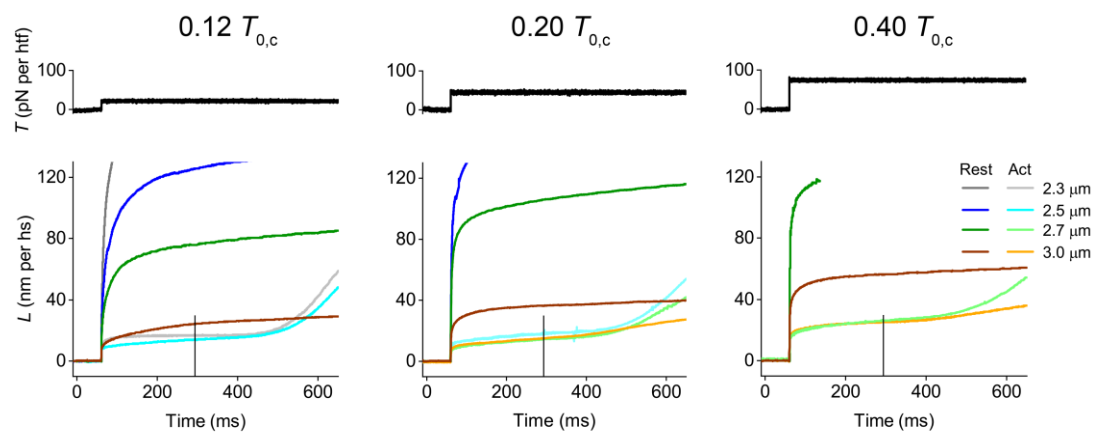 0.12 T0,c
0.20 T0,c
0.40 T0,c
T (pN per htf)
100
0
100
0
100
0
L (nm per hs)
120
80
40
0
120
80
40
0
120
80
40
0
Rest Act
2.3 μm
2.5 μm
2.7 μm
3.0 μm
0 200 400 600
0 200 400 600
0 200 400 600
Time (ms)
Time (ms)
Time (ms)